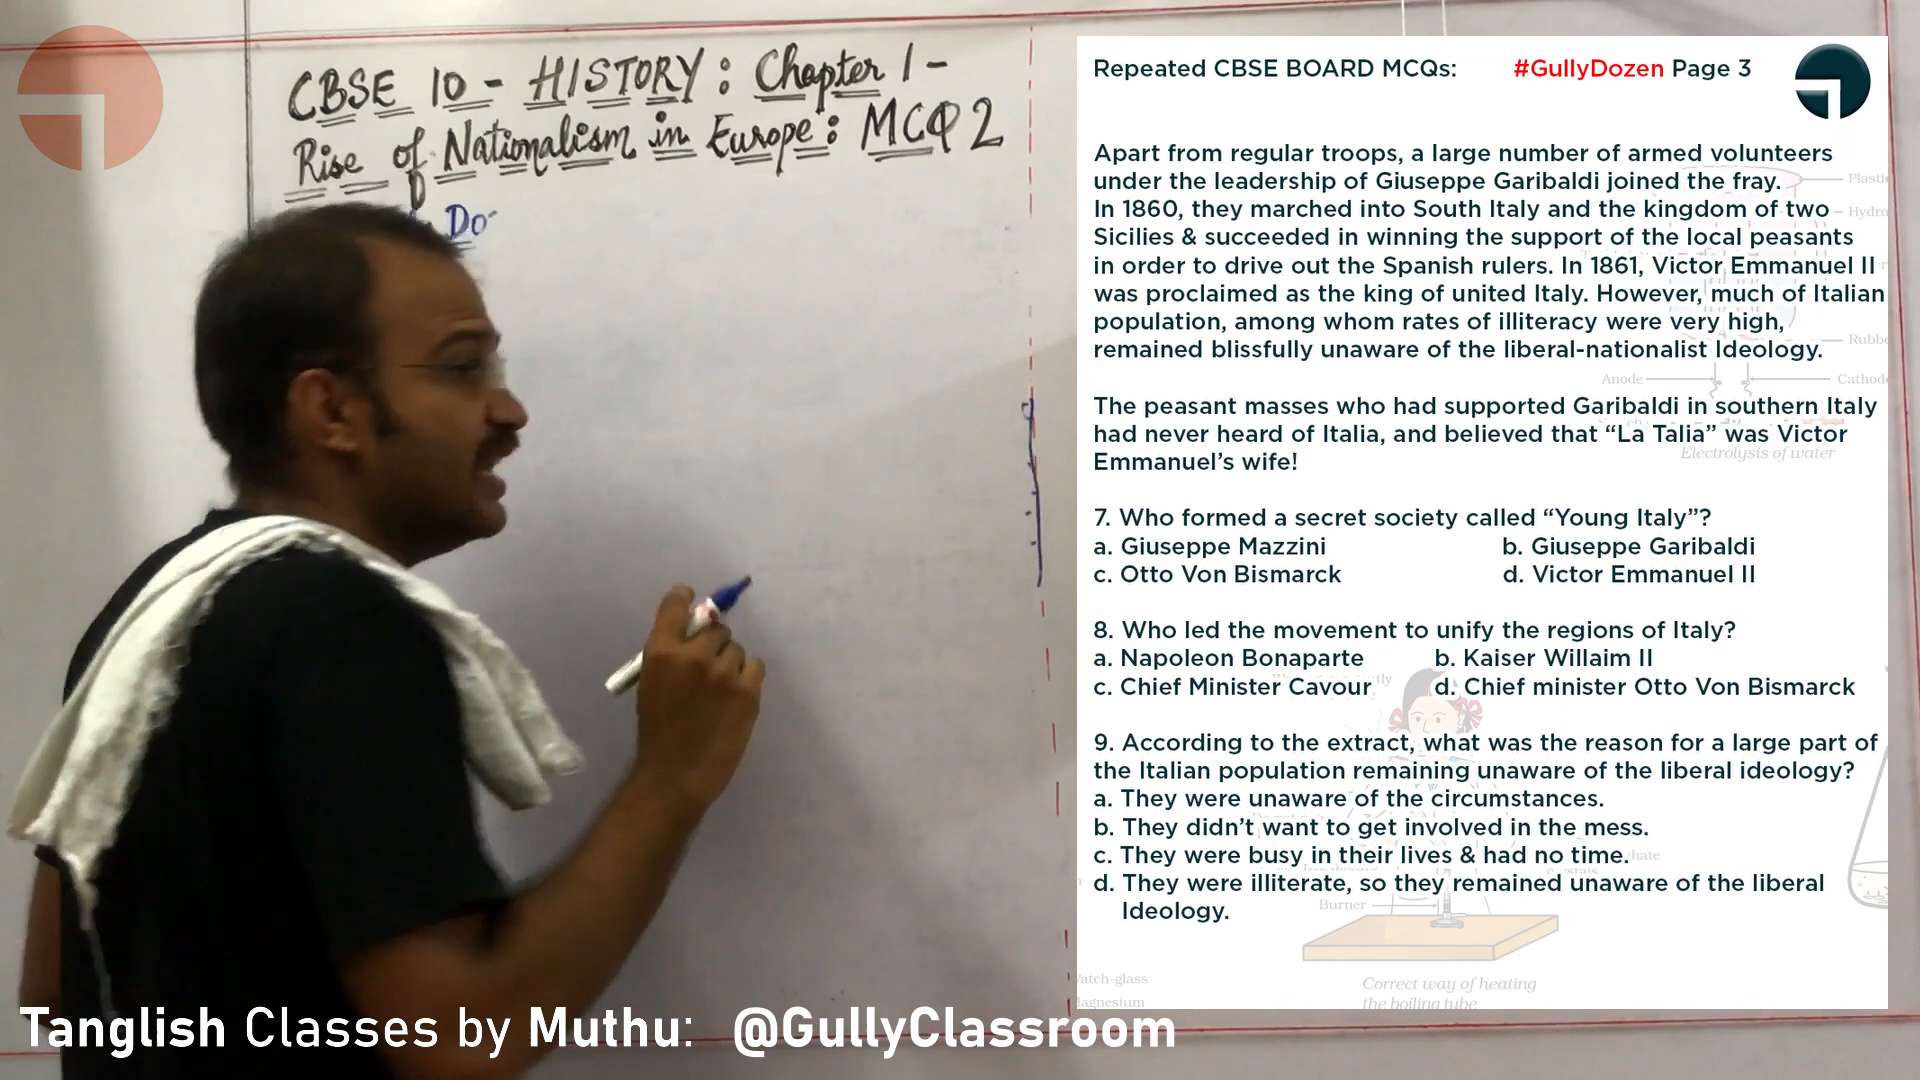 CBSE 10 - HISTORY : Chapter 1 -
Rise of Nationalism in Europe : MCQ 2
Do
Repeated CBSE BOARD MCQs: #GullyDozen Page 3
Apart from regular troops, a large number of armed volunteers
under the leadership of Giuseppe Garibaldi joined the fray.
In 1860, they marched into South Italy and the kingdom of two
Sicilies & succeeded in winning the support of the local peasants
in order to drive out the Spanish rulers. In 1861, Victor Emmanuel II
was proclaimed as the king of united Italy. However, much of Italian
population, among whom rates of illiteracy were very high,
remained blissfully unaware of the liberal-nationalist Ideology.
The peasant masses who had supported Garibaldi in southern Italy
had never heard of Italia, and believed that “La Talia” was Victor
Emmanuel’s wife!
7. Who formed a secret society called “Young Italy”?
a. Giuseppe Mazzini b. Giuseppe Garibaldi
c. Otto Von Bismarck d. Victor Emmanuel II
8. Who led the movement to unify the regions of Italy?
a. Napoleon Bonaparte b. Kaiser Willaim II
c. Chief Minister Cavour d. Chief minister Otto Von Bismarck
9. According to the extract, what was the reason for a large part of
the Italian population remaining unaware of the liberal ideology?
a. They were unaware of the circumstances.
b. They didn’t want to get involved in the mess.
c. They were busy in their lives & had no time.
d. They were illiterate, so they remained unaware of the liberal
Ideology.
Anode
Electrolysis of water
Burner
Correct way of heating
the boiling tube
Tanglish Classes by Muthu: @GullyClassroom